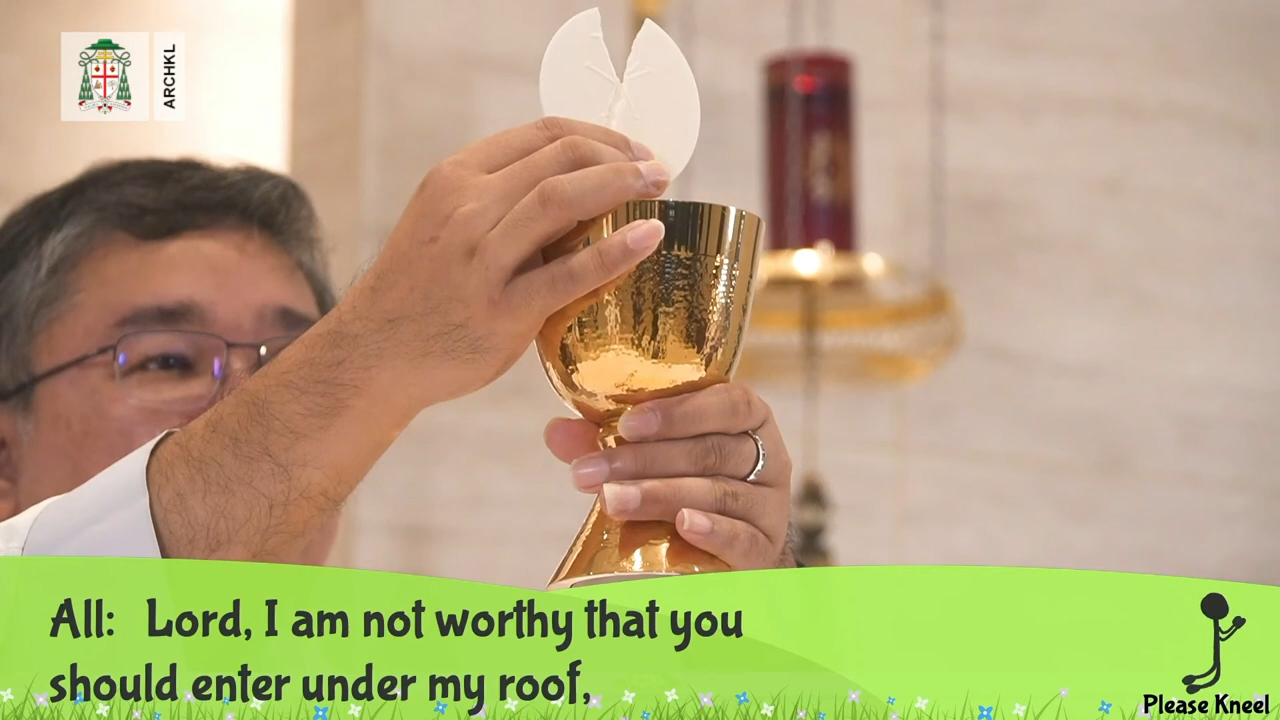 ARCHKL
All: Lord, I am not worthy that you
should enter under my roof,
Please Kneel